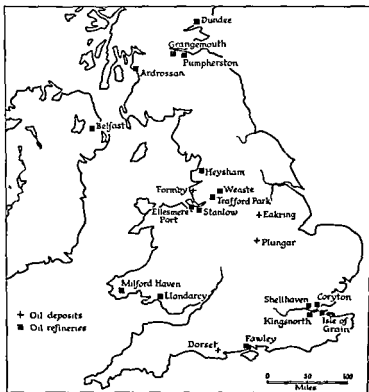 Dundee
Grangemouth
Pumpherston
Ardrossan
Belfast
Heysham
Formby
Weaste
Trafford Park
Ellesmere
Port
Stanlow
Eakring
Plungar
Milford Haven
Llandarcy
+ Oil deposits
■ Oil refineries
Shellhaven
Coryton
Kingsnorth
Isle of
Grain
Dorset
Fawley
0
100
Miles